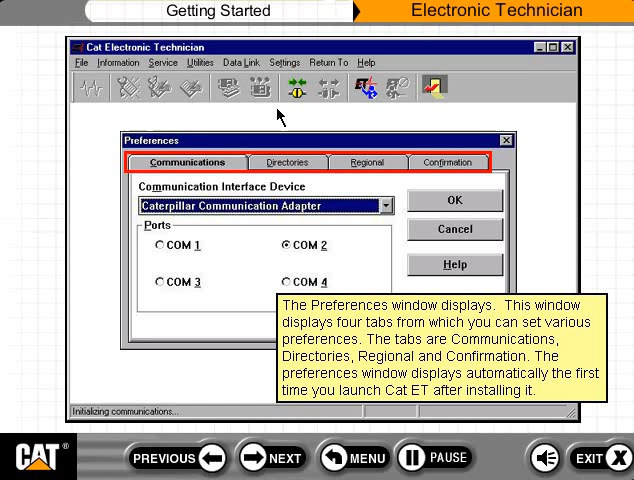 Getting Started
Electronic Technician
Cat Electronic Technician
File Information Service Utilities Data Link Settings Return To Help
Preferences
Communications Directories Regional Confirmation
Communication Interface Device
Caterpillar Communication Adapter
OK
Ports
Cancel
COM 1 COM 2
Help
COM 3 COM 4
The Preferences window displays. This window
displays four tabs from which you can set various
preferences. The tabs are Communications,
Directories, Regional and Confirmation. The
preferences window displays automatically the first
time you launch Cat ET after installing it.
Initializing communications...
CAT ® PREVIOUS NEXT MENU PAUSE EXIT X